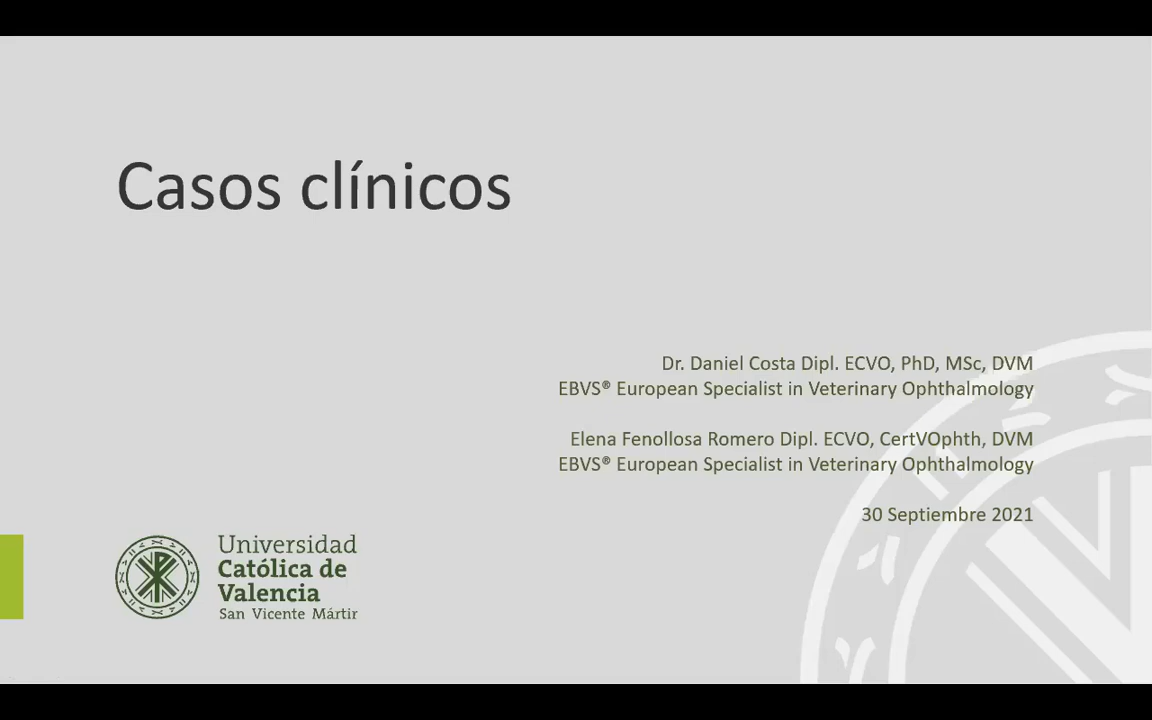 Casos clínicos
Dr. Daniel Costa Dipl. ECVO, PhD, MSc, DVM
EBVS® European Specialist in Veterinary Ophthalmology
Elena Fenollosa Romero Dipl. ECVO, CertVOphth, DVM
EBVS® European Specialist in Veterinary Ophthalmology
30 Septiembre 2021
Universidad
Católica de
Valencia
San Vicente Mártir